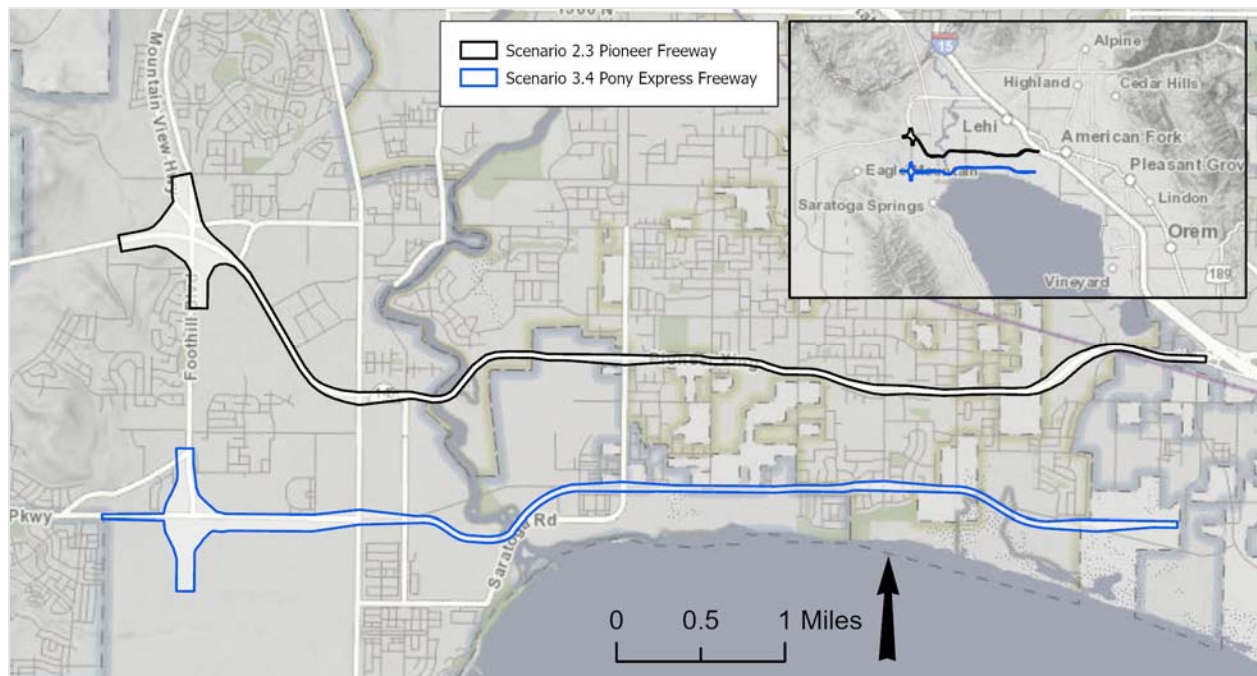 1900 N
Scenario 2.3 Pioneer Freeway
Scenario 3.4 Pony Express Freeway
Mountain View Hwy
Foothill
Pkwy
Saratoga Rd
0 0.5 1 Miles
15
Alpine
Highland
Cedar Hills
Lehi
American Fork
Eagle Mountain
Pleasant Grov
Lindon
Saratoga Springs
Orem
Vineyard
189